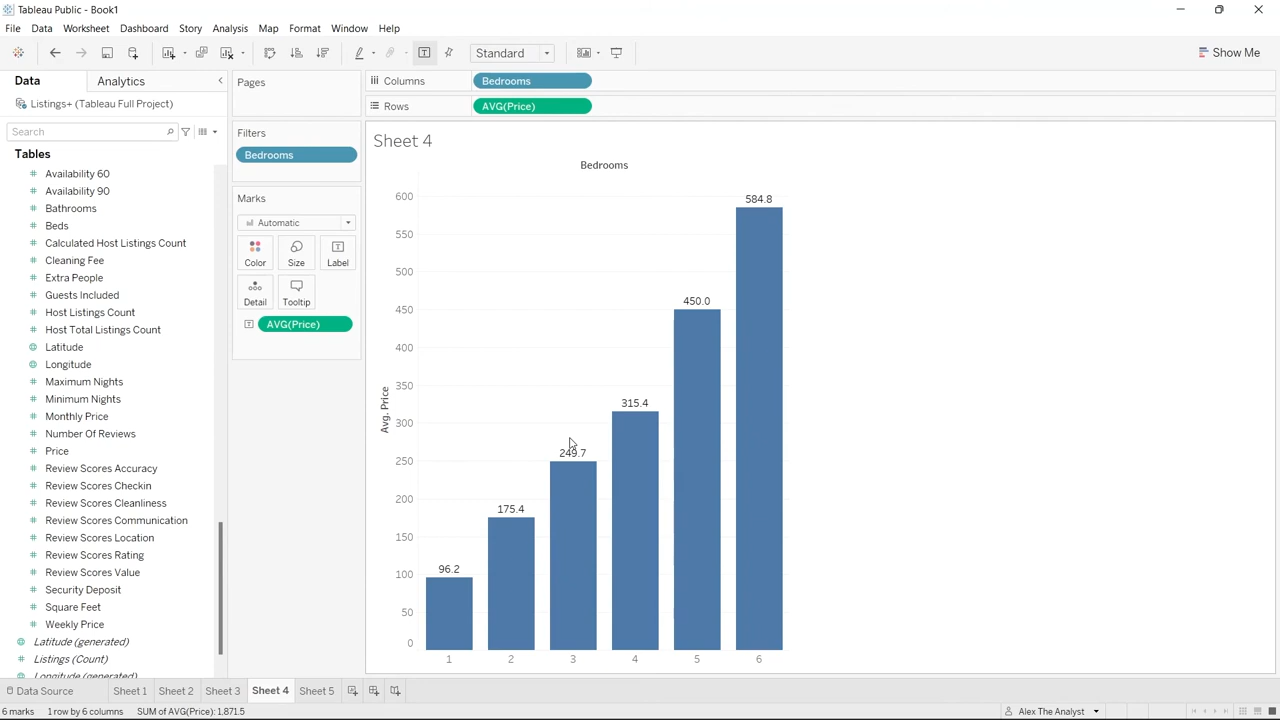 Tableau Public - Book1
File Data Worksheet Dashboard Story Analysis Map Format Window Help
Standard
Show Me
Data Analytics
Listings+ (Tableau Full Project)
Search
Tables
Availability 60
Availability 90
Bathrooms
Beds
Calculated Host Listings Count
Cleaning Fee
Extra People
Guests Included
Host Listings Count
Host Total Listings Count
Latitude
Longitude
Maximum Nights
Minimum Nights
Monthly Price
Number Of Reviews
Price
Review Scores Accuracy
Review Scores Checkin
Review Scores Cleanliness
Review Scores Communication
Review Scores Location
Review Scores Rating
Review Scores Value
Security Deposit
Square Feet
Weekly Price
Latitude (generated)
Listings (Count)
Longitude (generated)
Pages
Filters
Bedrooms
Marks
Automatic
Color Size Label
Detail Tooltip
AVG(Price)
Columns Bedrooms
Rows AVG(Price)
Sheet 4
Bedrooms
Avg. Price
600
550
500
450
400
350
300
250
200
150
100
50
0
584.8
450.0
315.4
249.7
175.4
96.2
1 2 3 4 5 6
Data Source Sheet 1 Sheet 2 Sheet 3 Sheet 4 Sheet 5
6 marks 1 row by 6 columns SUM of AVG(Price): 1,871.5 Alex The Analyst